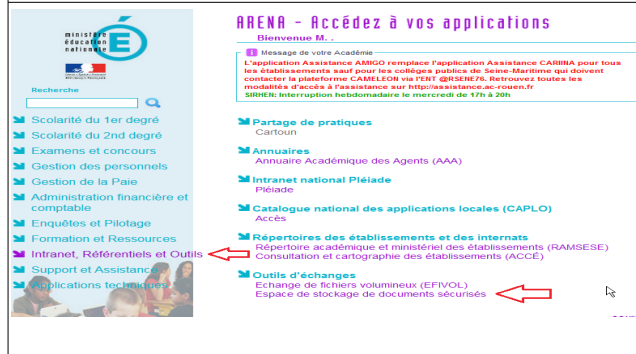 ministère
éducation
nationale
Recherche
Scolarité du 1er degré
Scolarité du 2nd degré
Examens et concours
Gestion des personnels
Gestion de la Paie
Administration financière et
comptable
Enquêtes et Pilotage
Formation et Ressources
Intranet, Référentiels et Outils
Support et Assistance
Applications techniques
ARENA - Accédez à vos applications
Bienvenue M. .
Message de votre Académie
L'application Assistance AMIGO remplace l'application Assistance CARIINA pour tous
les établissements sauf pour les collèges publics de Seine-Maritime qui doivent
contacter la plateforme CAMELEON via l'ENT @RSENE76. Retrouvez toutes les
modalités d'accès à l'assistance sur http://assistance.ac-rouen.fr
SIRHEN: Interruption hebdomadaire le mercredi de 17h à 20h
Partage de pratiques
Cartoun
Annuaires
Annuaire Académique des Agents (AAA)
Intranet national Pléiade
Pléiade
Catalogue national des applications locales (CAPLO)
Accès
Répertoires des établissements et des internats
Répertoire académique et ministériel des établissements (RAMSESE)
Consultation et cartographie des établissements (ACCÉ)
Outils d'échanges
Echange de fichiers volumineux (EFIVOL)
Espace de stockage de documents sécurisés